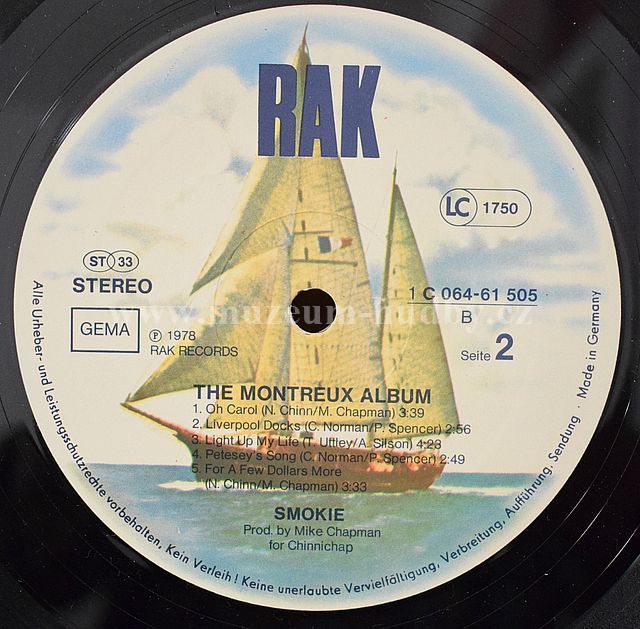 RAK
LC 1750
ST 33
STEREO
1 C 064-61 505
B
GEMA
℗ 1978
RAK RECORDS
Seite 2
www.muzeum-hudby.cz
THE MONTREUX ALBUM
1. Oh Carol (N. Chinn/M. Chapman) 3:39
2. Liverpool Docks (C. Norman/P. Spencer) 2:56
3. Light Up My Life (T. Uttley/A. Silson) 4:28
4. Petesey's Song (C. Norman/P. Spencer) 2:49
5. For A Few Dollars More
(N. Chinn/M. Chapman) 3:33
SMOKIE
Prod. by Mike Chapman
for Chinnichap
Alle Urheber- und Leistungsschutzrechte vorbehalten, Kein Verleih! Keine unerlaubte Vervielfältigung, Verbreitung, Aufführung, Sendung · Made in Germany